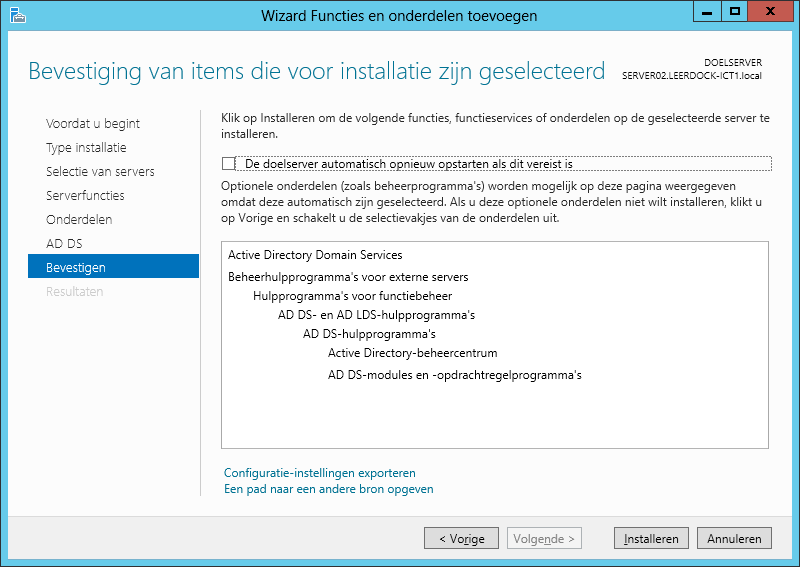 Wizard Functies en onderdelen toevoegen
Bevestiging van items die voor installatie zijn geselecteerd
DOELSERVER
SERVER02.LEERDOCK-ICT1.local
Voordat u begint
Type installatie
Selectie van servers
Serverfuncties
Onderdelen
AD DS
Bevestigen
Resultaten
Klik op Installeren om de volgende functies, functieservices of onderdelen op de geselecteerde server te
installeren.
De doelserver automatisch opnieuw opstarten als dit vereist is
Optionele onderdelen (zoals beheerprogramma's) worden mogelijk op deze pagina weergegeven
omdat deze automatisch zijn geselecteerd. Als u deze optionele onderdelen niet wilt installeren, klikt u
op Vorige en schakelt u de selectievakjes van de onderdelen uit.
Active Directory Domain Services
Beheerhulpprogramma's voor externe servers
Hulpprogramma's voor functiebeheer
AD DS- en AD LDS-hulpprogramma's
AD DS-hulpprogramma's
Active Directory-beheercentrum
AD DS-modules en -opdrachtregelprogramma's
Configuratie-instellingen exporteren
Een pad naar een andere bron opgeven
< Vorige
Volgende >
Installeren
Annuleren